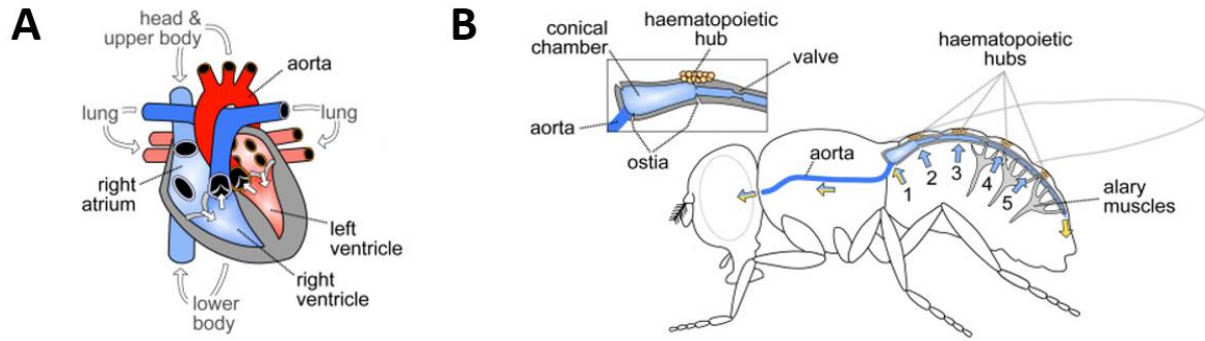 A
head &
upper body
aorta
lung
lung
right
atrium
left
ventricle
right
ventricle
lower
body
B
conical
chamber
haematopoietic
hub
valve
aorta
ostia
haematopoietic
hubs
aorta
1
2
3
4
5
alary
muscles